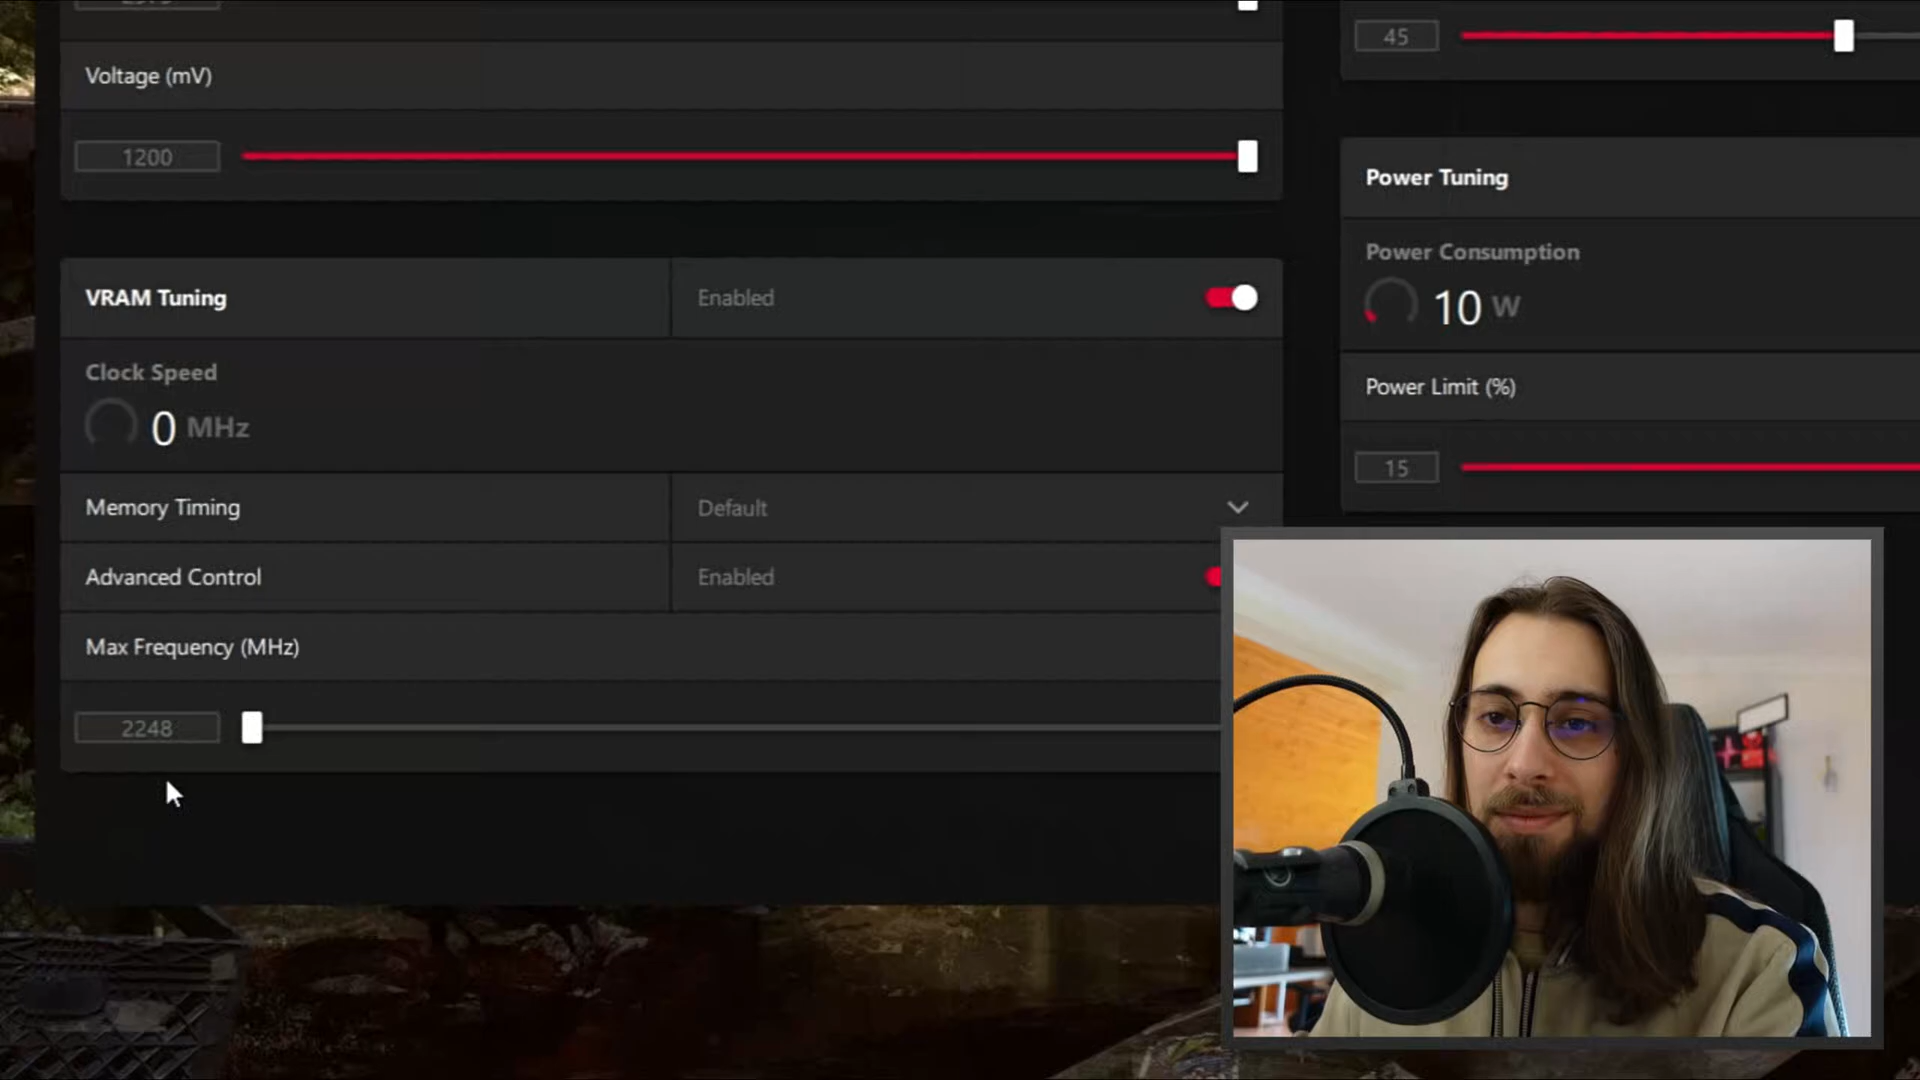 Voltage (mV)
1200
VRAM Tuning
Enabled
Clock Speed
0 MHz
Memory Timing
Default
Advanced Control
Enabled
Max Frequency (MHz)
2248
45
Power Tuning
Power Consumption
10 W
Power Limit (%)
15